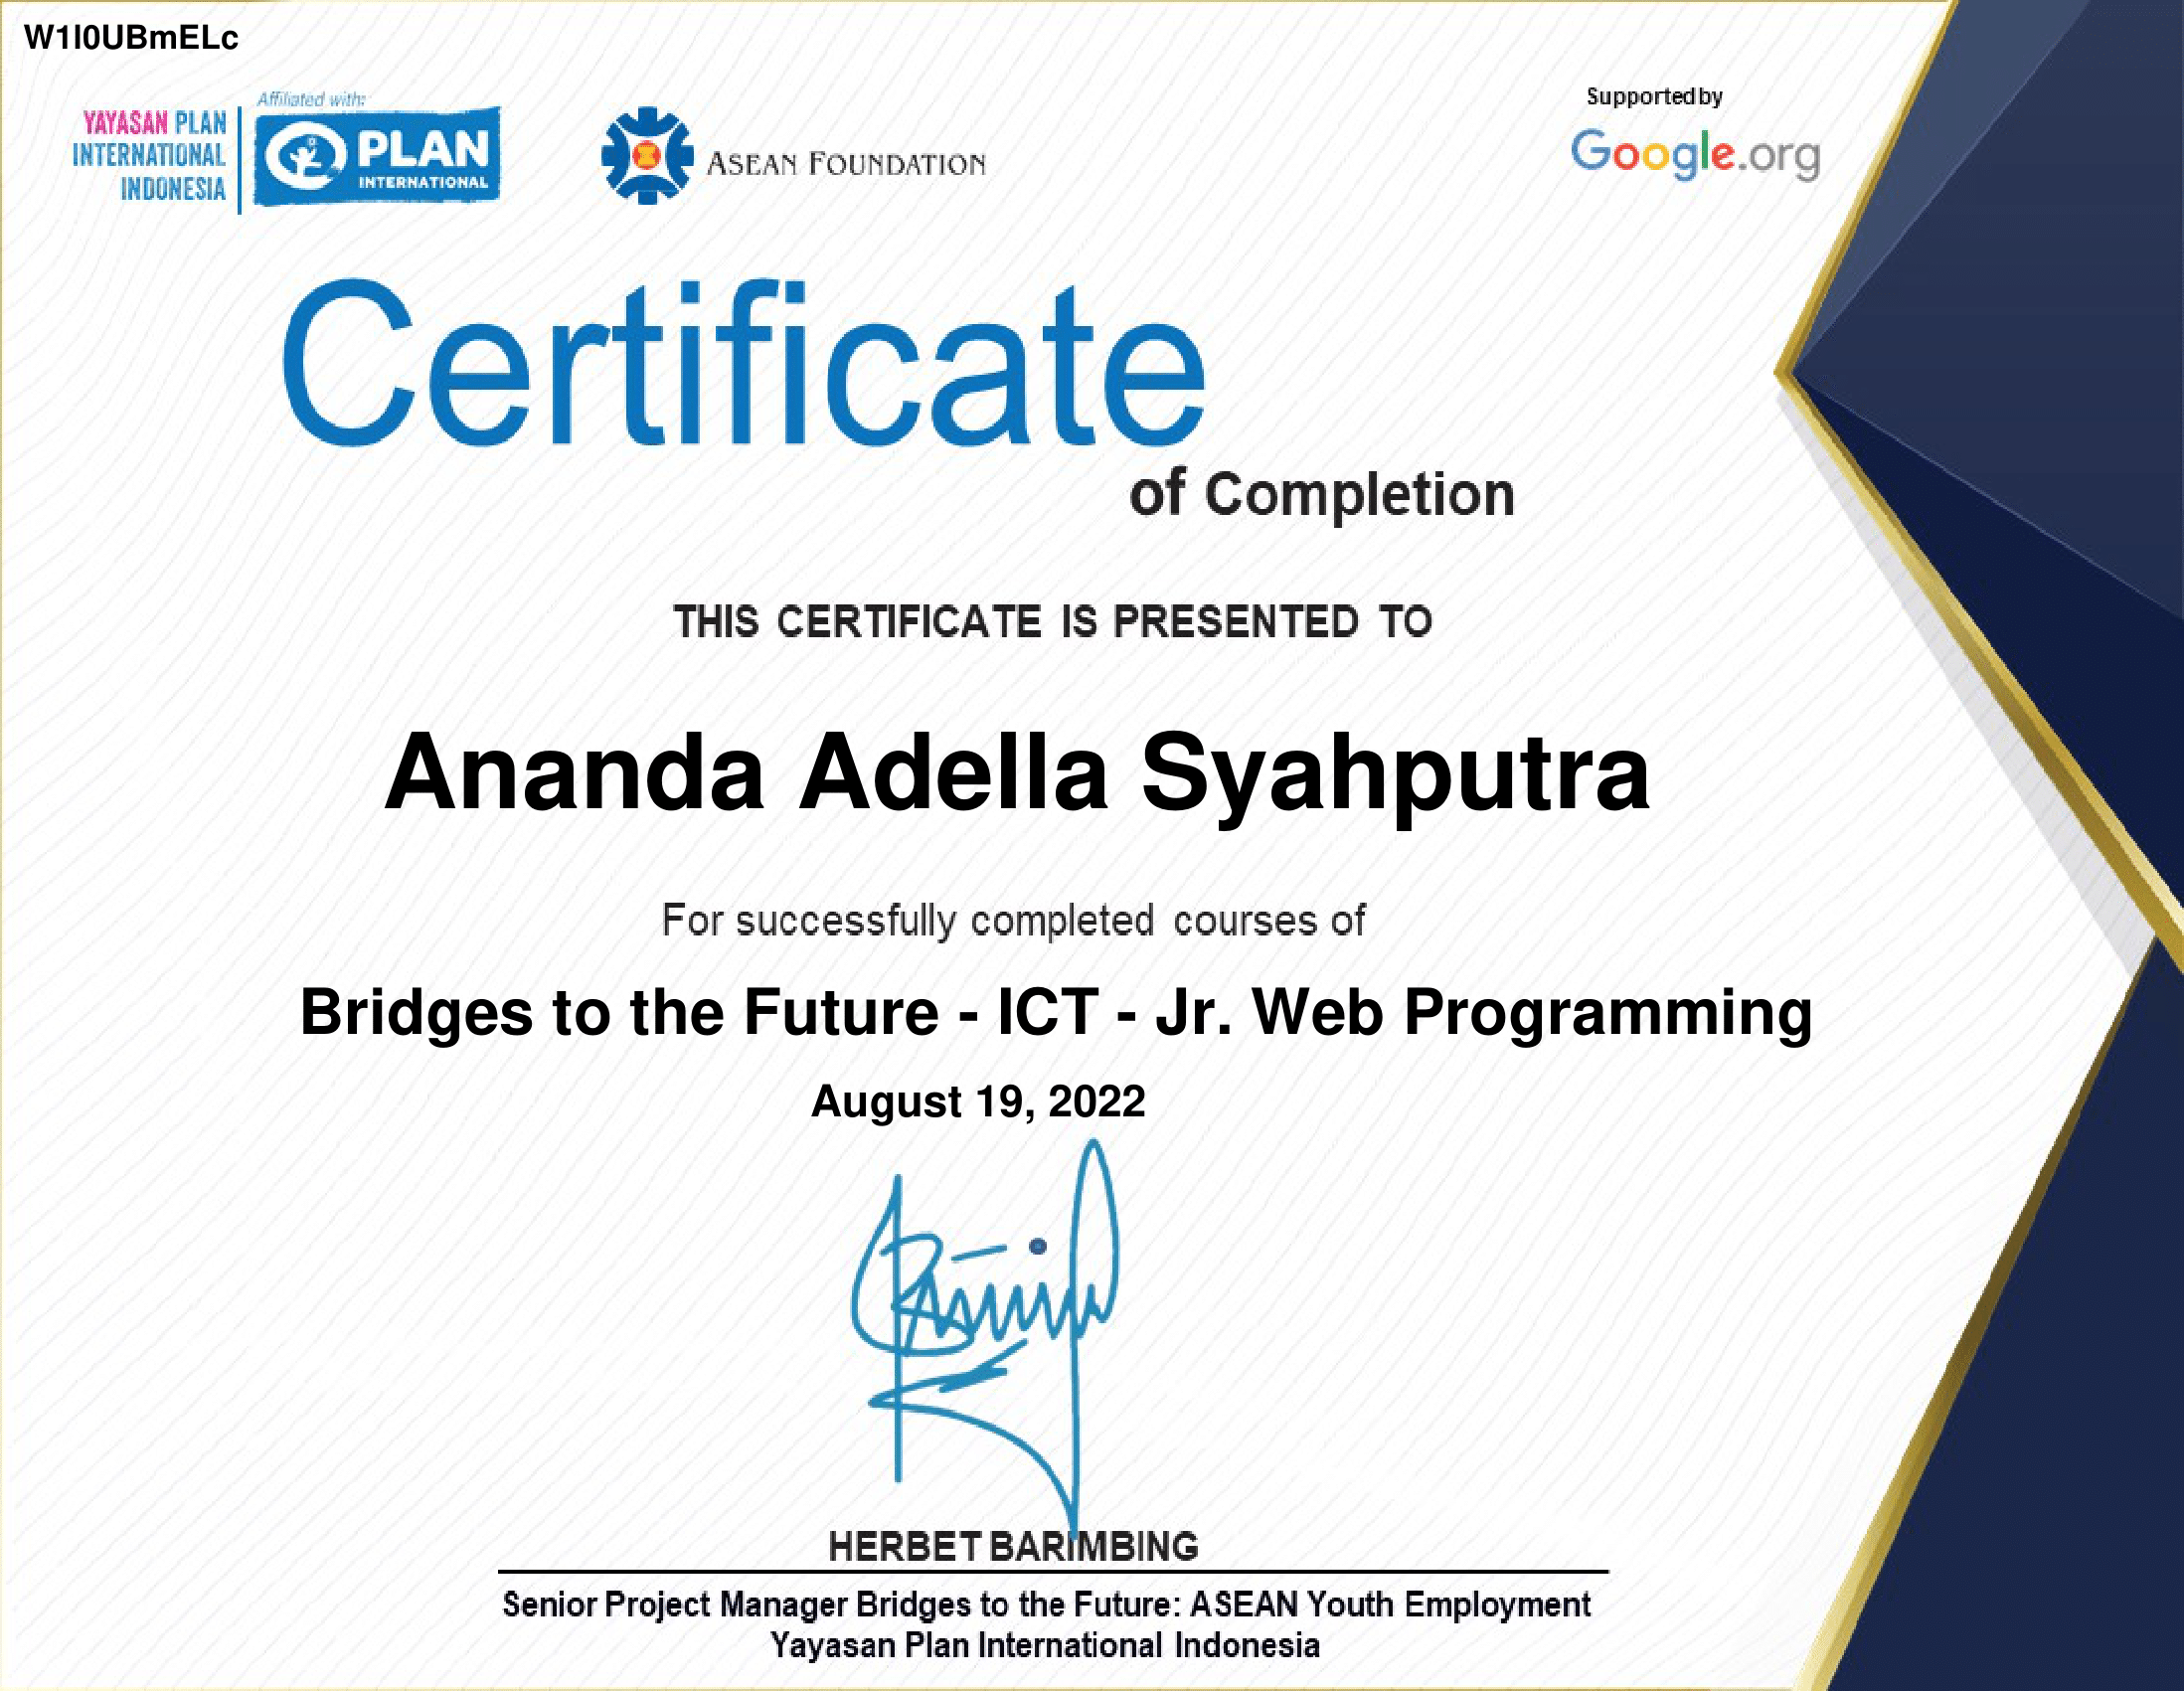 W1I0UBmELc
Affiliated with:
YAYASAN PLAN
INTERNATIONAL
INDONESIA
PLAN
INTERNATIONAL
ASEAN FOUNDATION
Supported by
Google.org
Certificate
of Completion
THIS CERTIFICATE IS PRESENTED TO
Ananda Adella Syahputra
For successfully completed courses of
Bridges to the Future - ICT - Jr. Web Programming
August 19, 2022
HERBET BARIMBING
Senior Project Manager Bridges to the Future: ASEAN Youth Employment
Yayasan Plan International Indonesia